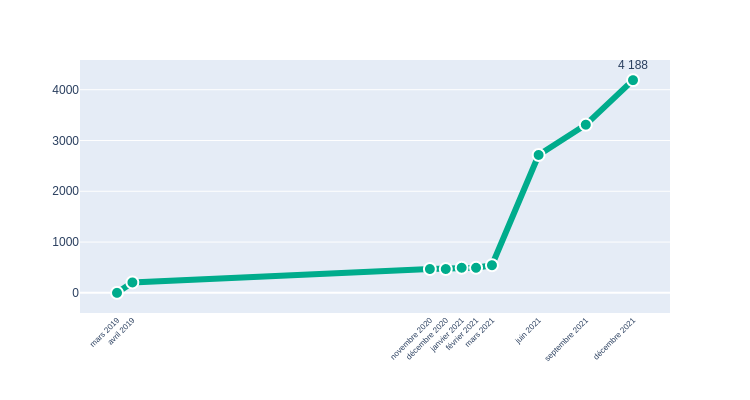 4 188
4000
3000
2000
1000
0
mars 2019
avril 2019
novembre 2020
décembre 2020
janvier 2021
février 2021
mars 2021
juin 2021
septembre 2021
décembre 2021